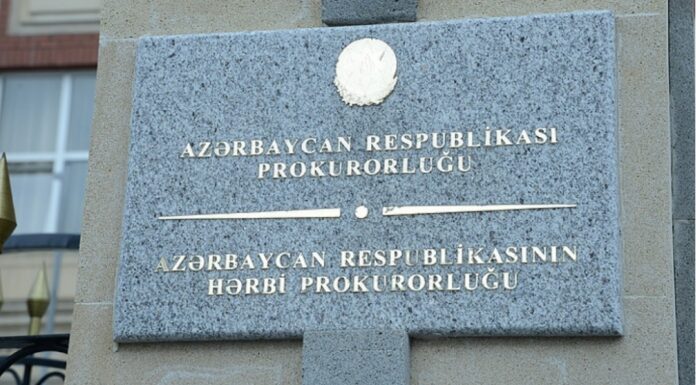 AZƏRBAYCAN RESPUBLİKASI
PROKURORLUĞU
AZƏRBAYCAN RESPUBLİKASININ
HƏRBİ PROKURORLUĞU